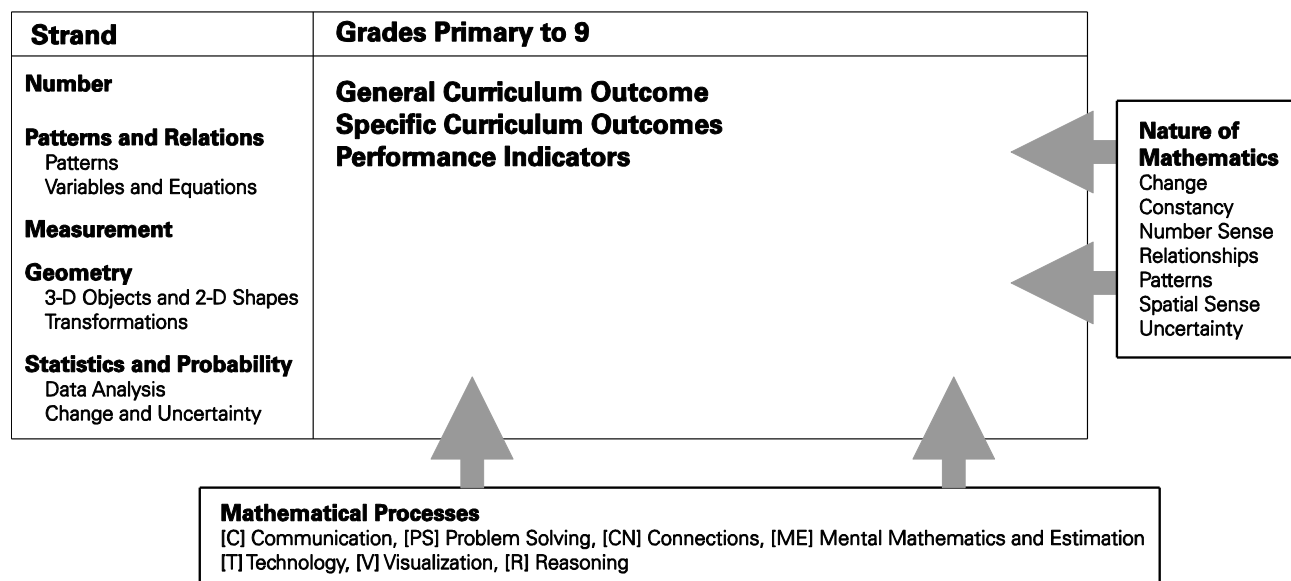 Strand
Grades Primary to 9
Number
Patterns and Relations
Patterns
Variables and Equations
Measurement
Geometry
3-D Objects and 2-D Shapes
Transformations
Statistics and Probability
Data Analysis
Change and Uncertainty
General Curriculum Outcome
Specific Curriculum Outcomes
Performance Indicators
Nature of
Mathematics
Change
Constancy
Number Sense
Relationships
Patterns
Spatial Sense
Uncertainty
Mathematical Processes
[C] Communication, [PS] Problem Solving, [CN] Connections, [ME] Mental Mathematics and Estimation
[T] Technology, [V] Visualization, [R] Reasoning